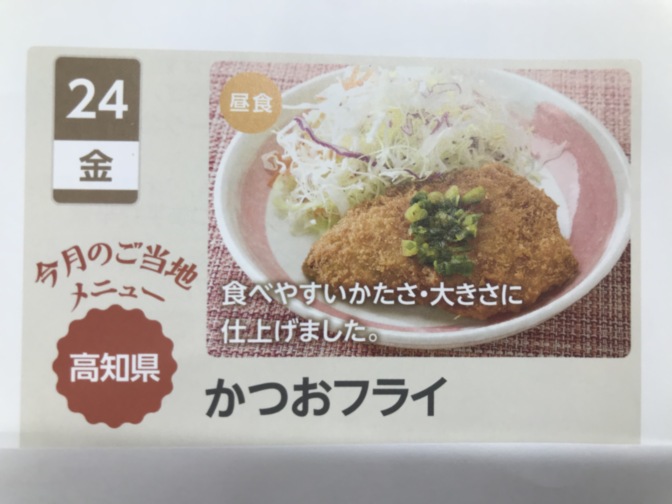 24
金
昼食
今月のご当地
メニュー
高知県
食べやすいかたさ・大きさに
仕上げました。
かつおフライ